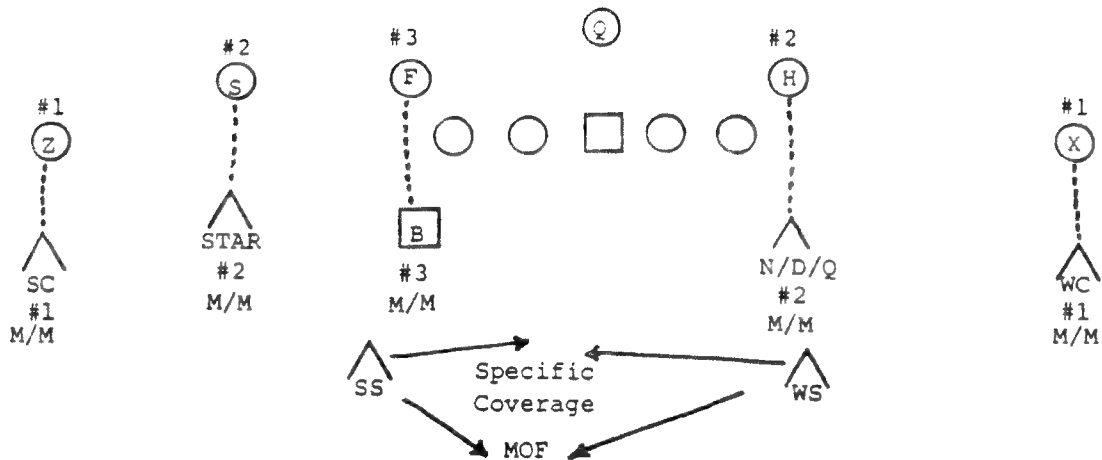 Q
#2
#3
#2
S
F
H
#1
#1
Z
X
STAR
B
SC
#2
#3
N/D/Q
WC
#1
M/M
M/M
#2
#1
M/M
M/M
M/M
SS
Specific
WS
Coverage
MOF